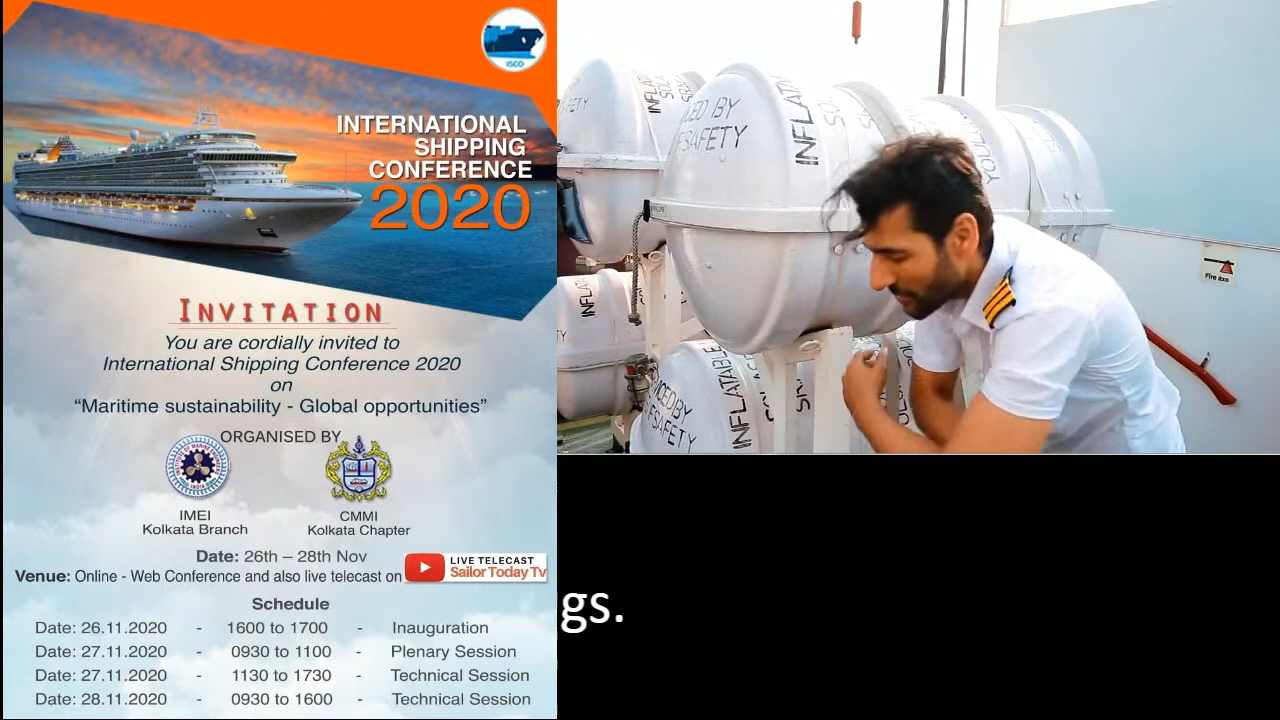 ISCO
INTERNATIONAL
SHIPPING
CONFERENCE
2020
INVITATION
You are cordially invited to
International Shipping Conference 2020
on
“Maritime sustainability - Global opportunities”
ORGANISED BY
IMEI
Kolkata Branch
CMMI
Kolkata Chapter
Date: 26th – 28th Nov
Venue: Online - Web Conference and also live telecast on
LIVE TELECAST
Sailor Today Tv
Schedule
Date: 26.11.2020 - 1600 to 1700 - Inauguration
Date: 27.11.2020 - 0930 to 1100 - Plenary Session
Date: 27.11.2020 - 1130 to 1730 - Technical Session
Date: 28.11.2020 - 0930 to 1600 - Technical Session
BY
SAFETY
INFLATABLE
Fire axe
gs.